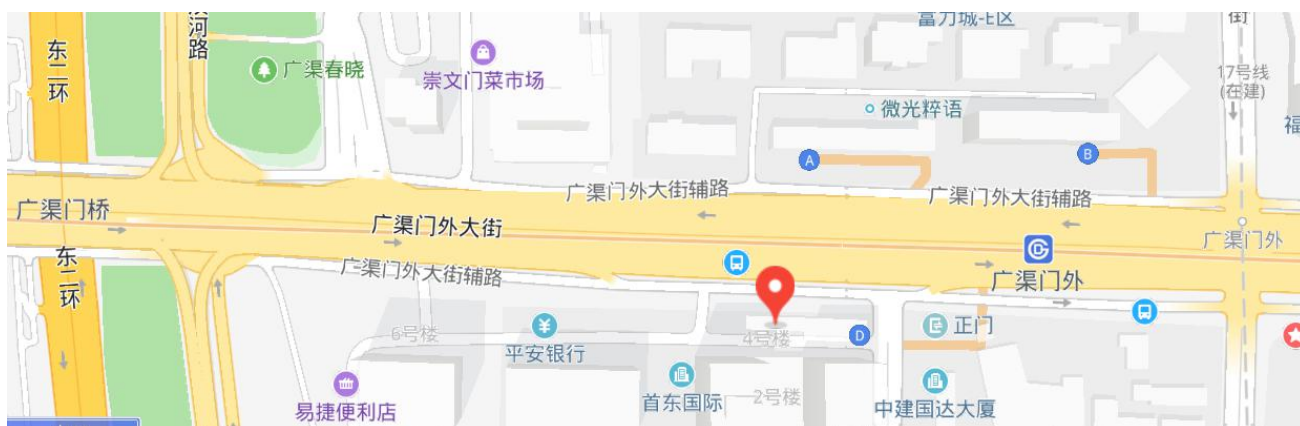 富力城-E区
街
滨河路
东二环
广渠春晓
崇文门菜市场
17号线
(在建)
微光粹语
福
A
B
广渠门外大街辅路
广渠门外大街辅路
广渠门桥
广渠门外大街
广渠门外
广渠门外
东二环
广渠门外大街辅路
6号楼
平安银行
4号楼
D
正门
易捷便利店
首东国际
2号楼
中建国达大厦